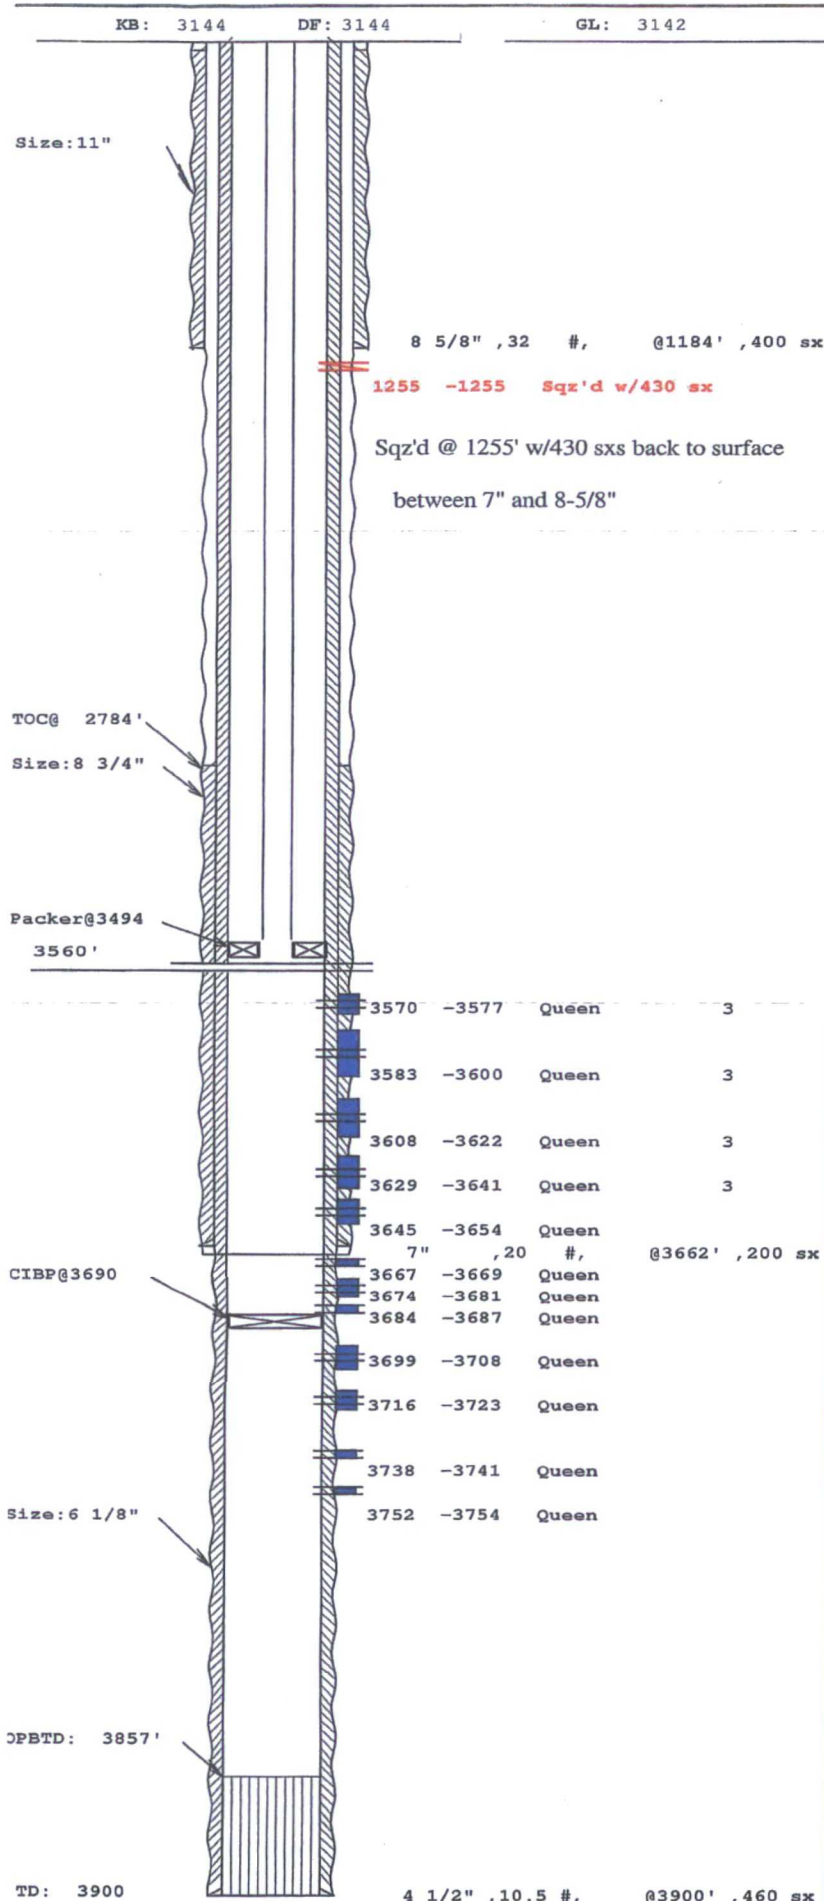 KB: 3144 DF: 3144 GL: 3142
Size:11"
8 5/8" ,32 #, @1184' ,400 sx
1255 -1255 Sqz'd w/430 sx
Sqz'd @ 1255' w/430 sxs back to surface
between 7" and 8-5/8"
TOC@ 2784'
Size:8 3/4"
Packer@3494
3560'
3570 -3577 Queen 3
3583 -3600 Queen 3
3608 -3622 Queen 3
3629 -3641 Queen 3
3645 -3654 Queen
7" ,20 #, @3662' ,200 sx
CIBP@3690
3667 -3669 Queen
3674 -3681 Queen
3684 -3687 Queen
3699 -3708 Queen
3716 -3723 Queen
3738 -3741 Queen
Size:6 1/8"
3752 -3754 Queen
OPBTD: 3857'
TD: 3900
4 1/2" ,10.5 #, @3900' ,460 sx